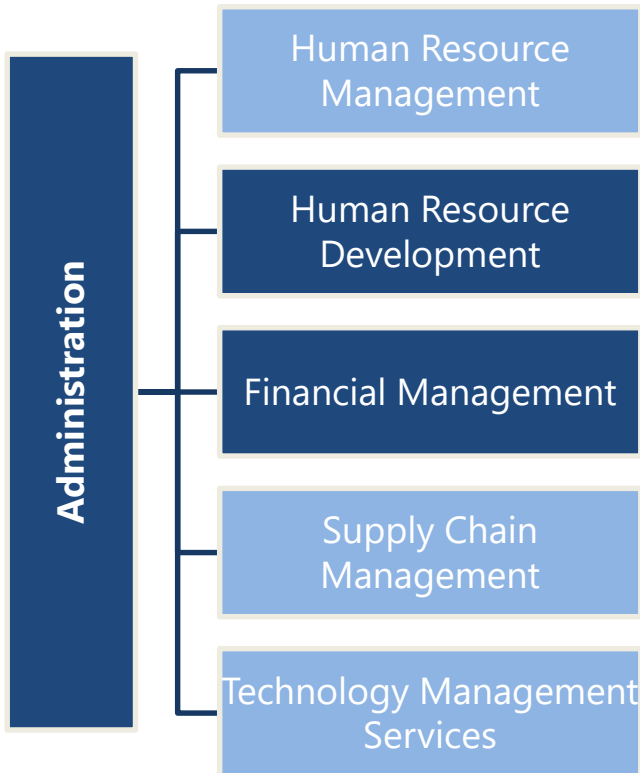 Administration
Human Resource
Management
Human Resource
Development
Financial Management
Supply Chain
Management
Technology Management
Services